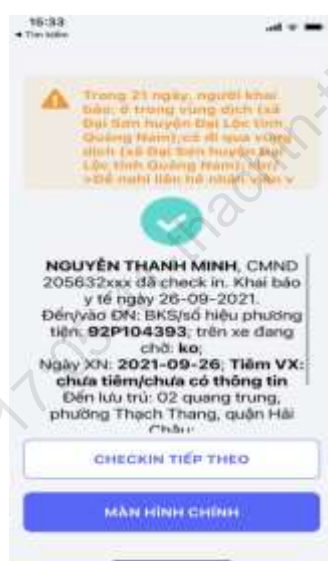 16:33
◀ Tìm kiếm
Trong 21 ngày, người khai
báo, ở trong vùng dịch (xã
Đại Sơn huyện Đại Lộc tỉnh
Quảng Nam),có đi qua vùng
dịch (xã Đại Sơn huyện Đại
Lộc tỉnh Quảng Nam)
>Đề nghị liên hệ nhân viên v
NGUYỄN THANH MINH, CMND
205632xxx đã check in. Khai báo
y tế ngày 26-09-2021.
Đến/vào ĐN: BKS/số hiệu phương
tiện: 92P104393; trên xe đang
chở: ko;
Ngày XN: 2021-09-26; Tiêm VX:
chưa tiêm/chưa có thông tin
Đến lưu trú: 02 quang trung,
phường Thạch Thang, quận Hải
Châu;
CHECKIN TIẾP THEO
MÀN HÌNH CHÍNH